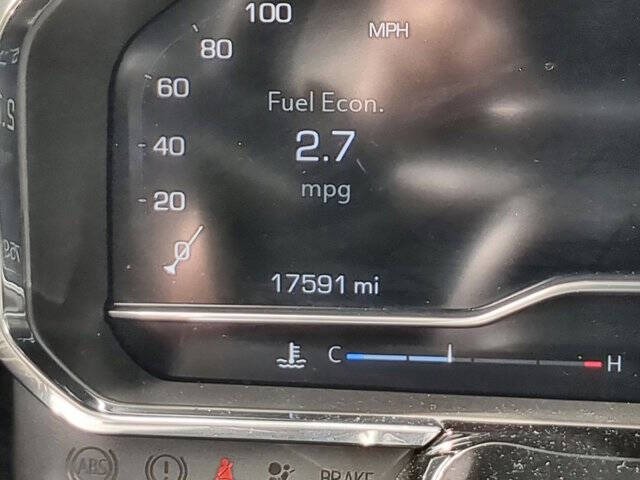 100
MPH
80
60
Fuel Econ.
40
2.7
mpg
20
0
17591 mi
C
H
ABS
BRAKE